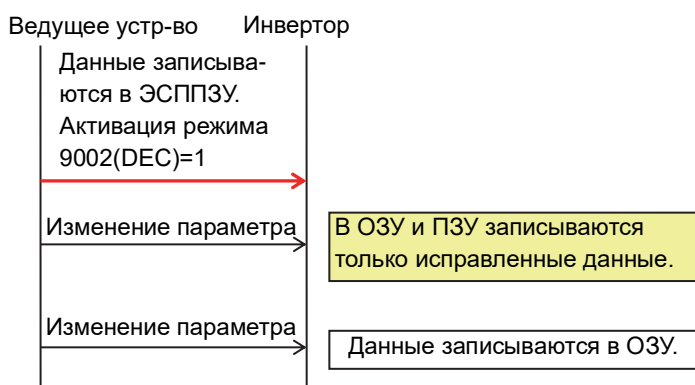 Ведущее устр-во Инвертор
Данные записыва-
ются в ЭСППЗУ.
Активация режима
9002(DEC)=1
Изменение параметра
В ОЗУ и ПЗУ записываются
только исправленные данные.
Изменение параметра
Данные записываются в ОЗУ.